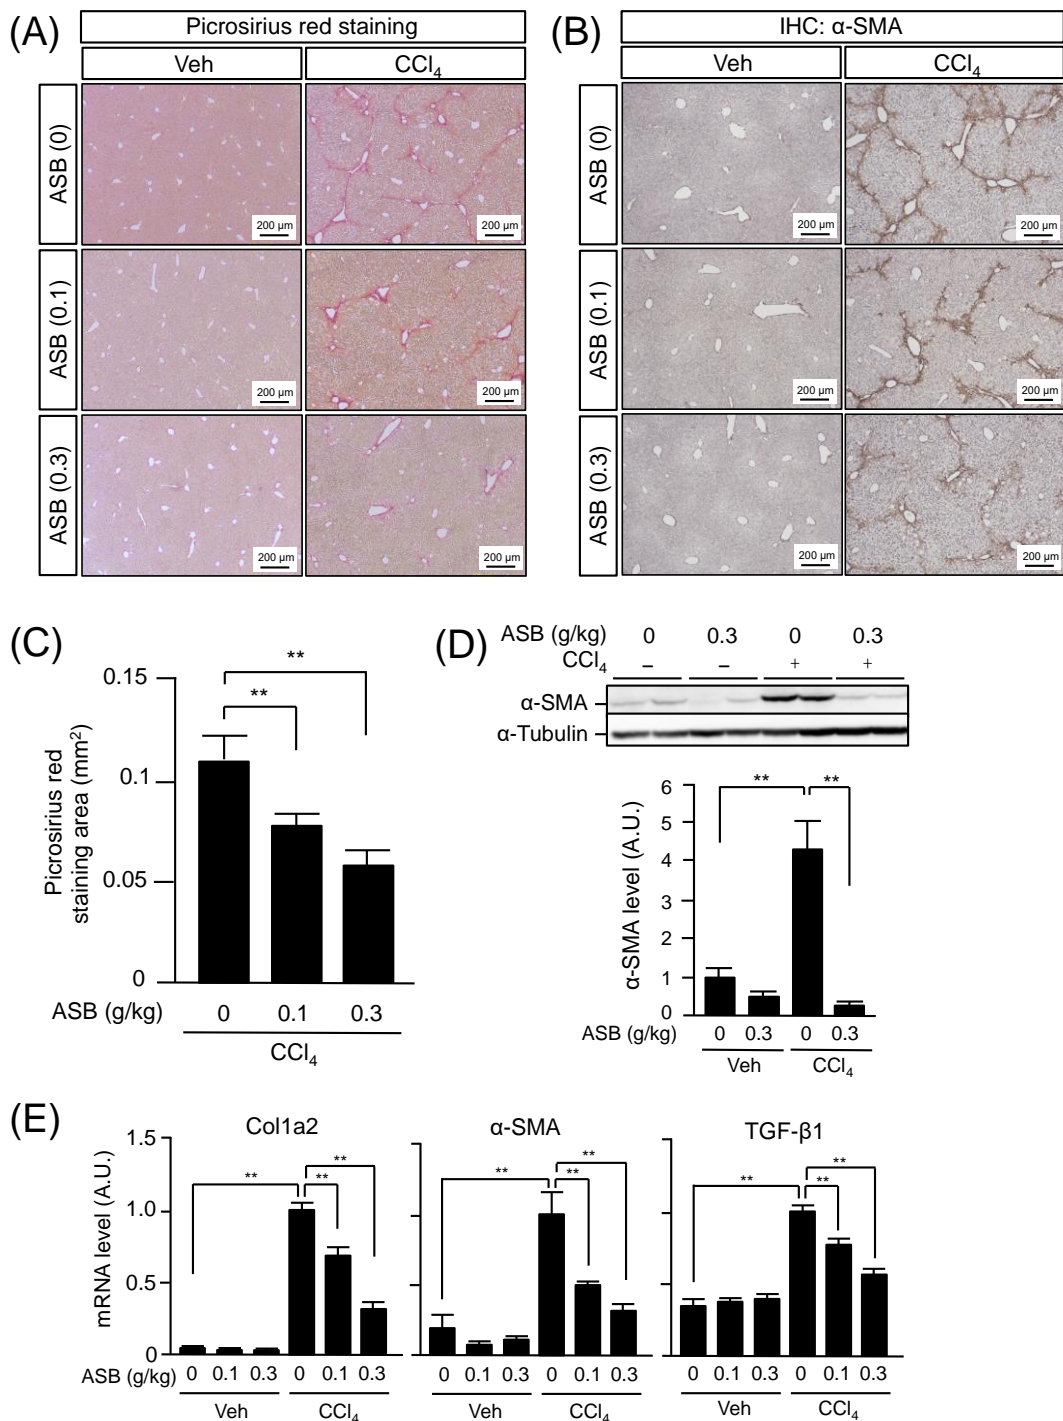 (A)
Picrosirius red staining
Veh
CCl4
ASB (0)
200 µm
200 µm
ASB (0.1)
200 µm
200 µm
ASB (0.3)
200 µm
200 µm
(B)
IHC: α-SMA
Veh
CCl4
ASB (0)
200 µm
200 µm
ASB (0.1)
200 µm
200 µm
ASB (0.3)
200 µm
200 µm
(C)
Picrosirius red
staining area (mm2)
0.15
0.1
0.05
0
**
**
ASB (g/kg) 0 0.1 0.3
CCl4
(D)
ASB (g/kg) 0 0.3 0 0.3
CCl4 – – + +
α-SMA
α-Tubulin
α-SMA level (A.U.)
6
5
4
2
1
0
** **
ASB (g/kg) 0 0.3 0 0.3
Veh CCl4
(E)
mRNA level (A.U.)
Col1a2
1.5
1.0
0.5
0
**
**
**
ASB (g/kg) 0 0.1 0.3 0 0.1 0.3
Veh CCl4
α-SMA
**
**
**
0 0.1 0.3 0 0.1 0.3
Veh CCl4
TGF-β1
**
**
**
0 0.1 0.3 0 0.1 0.3
Veh CCl4